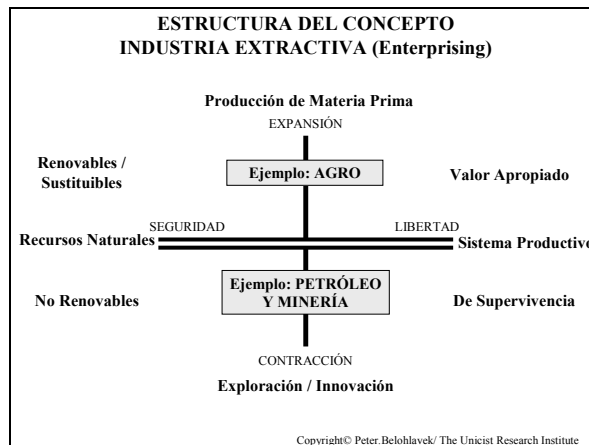 ESTRUCTURA DEL CONCEPTO
INDUSTRIA EXTRACTIVA (Enterprising)
Producción de Materia Prima
EXPANSIÓN
Renovables /
Sustituibles
Ejemplo: AGRO
Valor Apropiado
SEGURIDAD
LIBERTAD
Recursos Naturales
Sistema Productivo
No Renovables
Ejemplo: PETRÓLEO
Y MINERÍA
De Supervivencia
CONTRACCIÓN
Exploración / Innovación
Copyright© Peter.Belohlavek/ The Unicist Research Institute